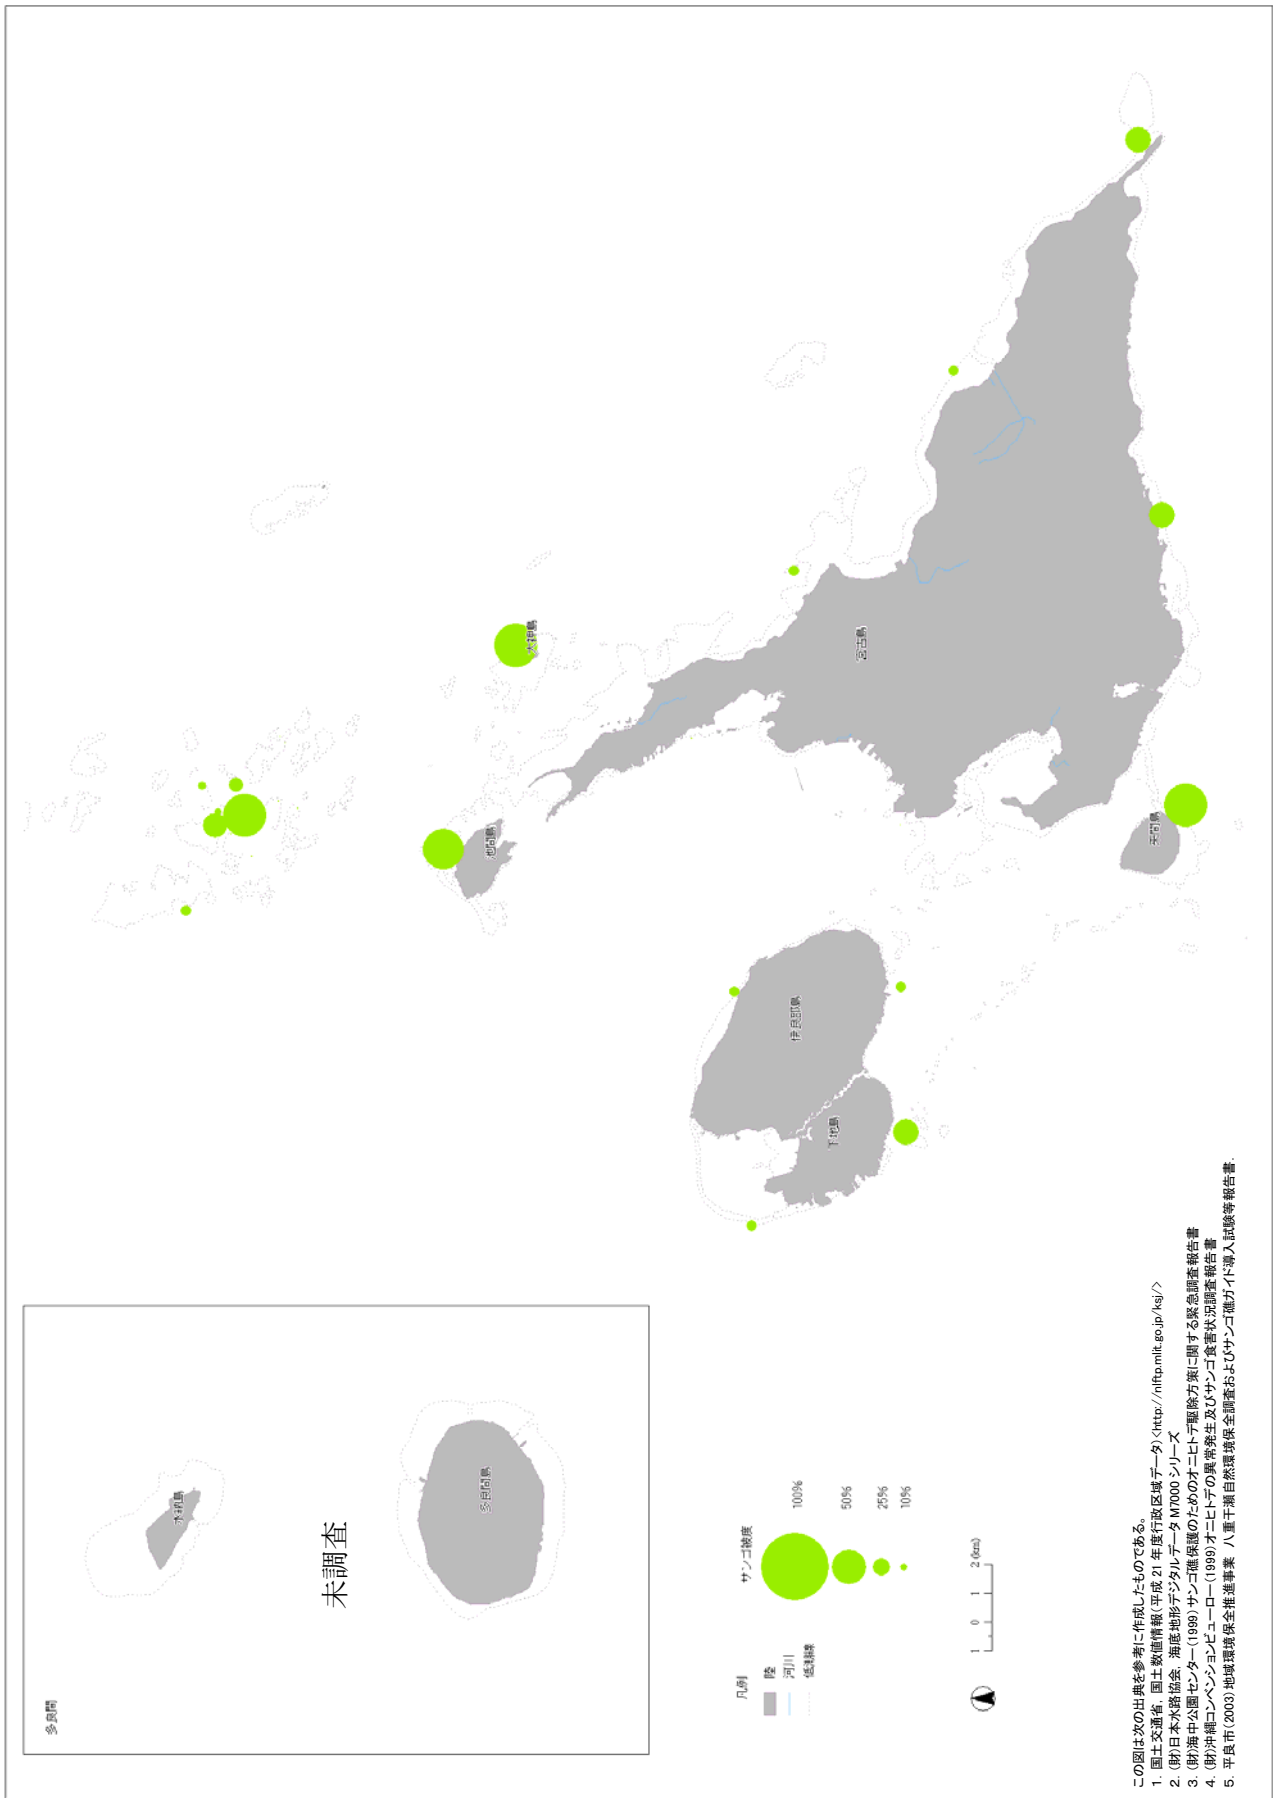 多良間
水納島
未調査
多良間島
池間島
大神島
伊良部島
下地島
宮古島
来間島
凡例
陸
河川
低潮線
サンゴ被度
100%
50%
25%
10%
1 0 1 2 (km)
この図は次の出典を参考に作成したものである。
1. 国土交通省, 国土数値情報(平成 21 年度行政区域データ)<http://nlftp.mlit.go.jp/ksj/>
2. (財)日本水路協会, 海底地形デジタルデータ M7000 シリーズ
3. (財)海中公園センター(1999)サンゴ礁保護のためのオニヒトデ駆除方策に関する緊急調査報告書
4. (財)沖縄コンベンションビューロー(1999)オニヒトデの異常発生及びサンゴ食害状況調査報告書
5. 平良市(2003)地域環境保全推進事業 八重干瀬自然環境保全調査およびサンゴ礁ガイド導入試験等報告書.